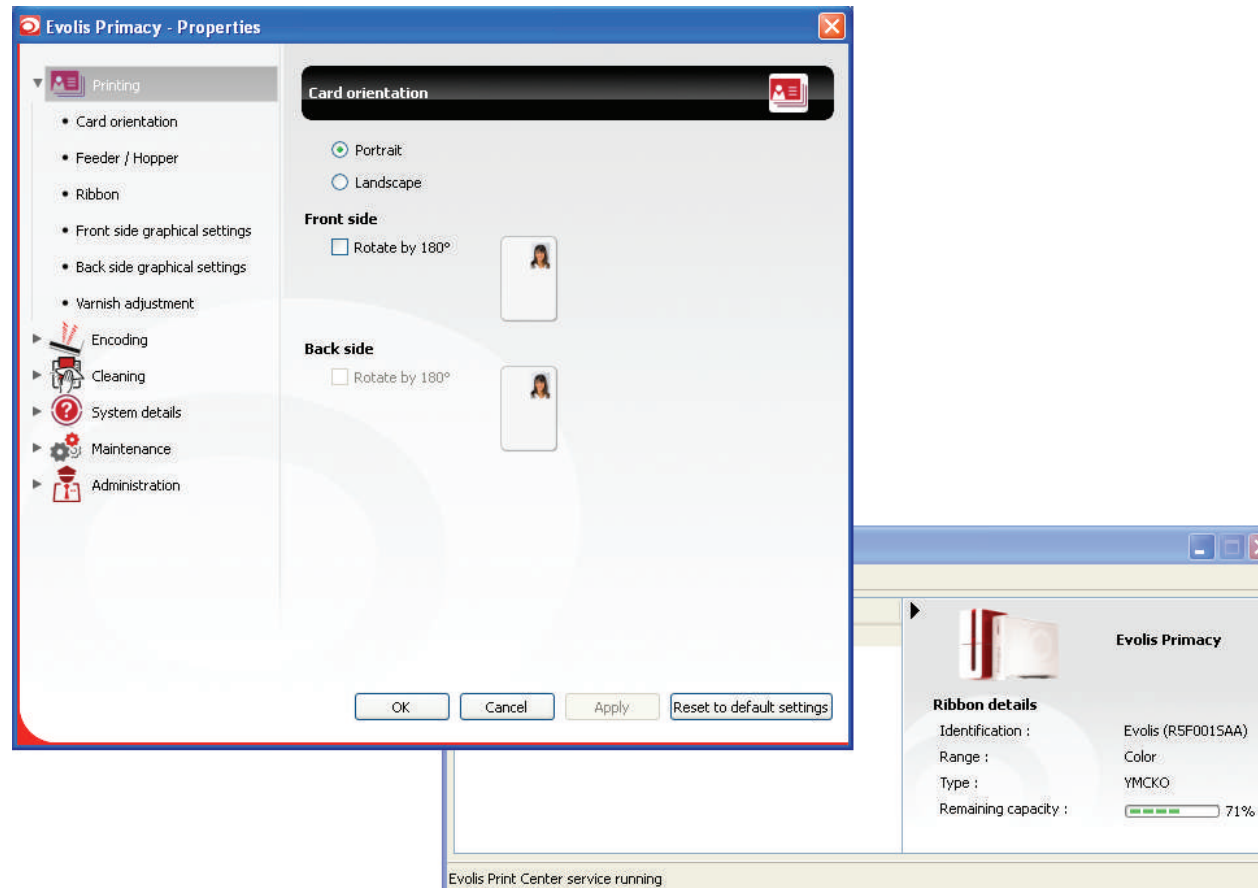 Evolis Primacy - Properties
Printing
Card orientation
Feeder / Hopper
Ribbon
Front side graphical settings
Back side graphical settings
Varnish adjustment
Encoding
Cleaning
System details
Maintenance
Administration
Card orientation
Portrait
Landscape
Front side
Rotate by 180°
Back side
Rotate by 180°
OK Cancel Apply Reset to default settings
Evolis Primacy
Ribbon details
Identification : Evolis (R5F001SAA)
Range : Color
Type : YMCKO
Remaining capacity : 71%
Evolis Print Center service running